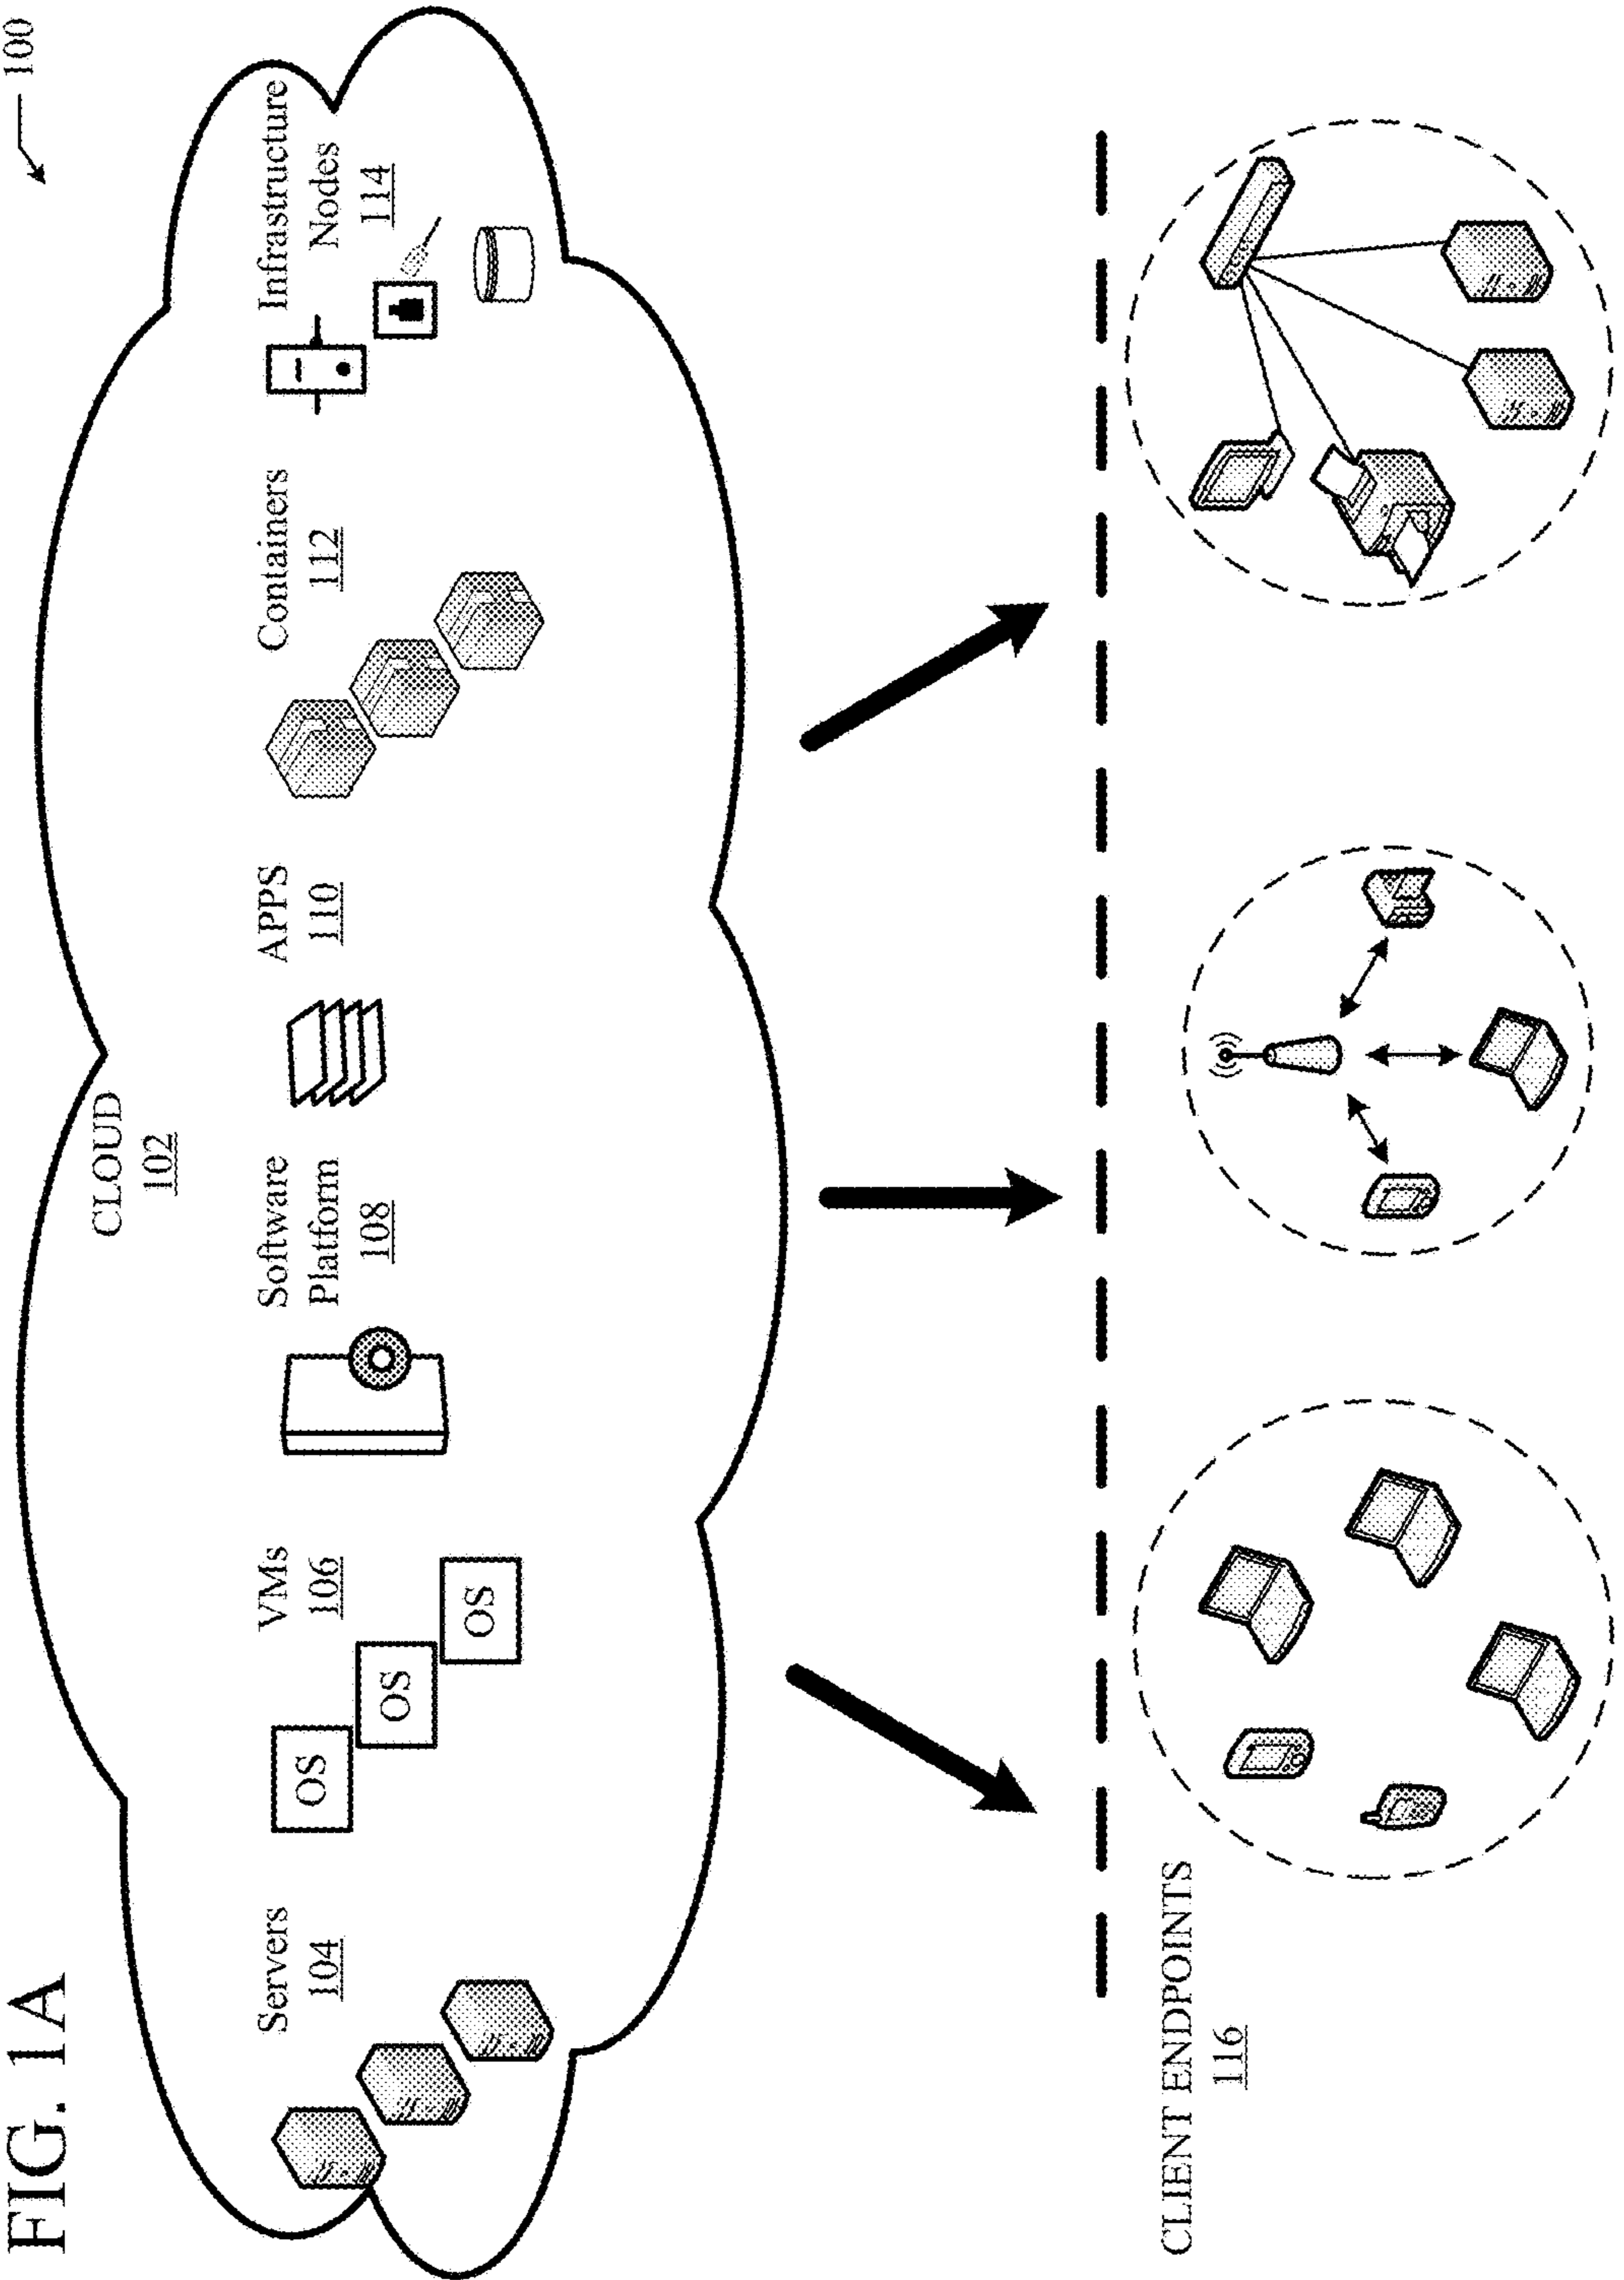 FIG. 1A
100
CLOUD
102
Servers
104
VMs
106
OS
OS
OS
Software
Platform
108
APPS
110
Containers
112
Infrastructure
Nodes
114
CLIENT ENDPOINTS
116